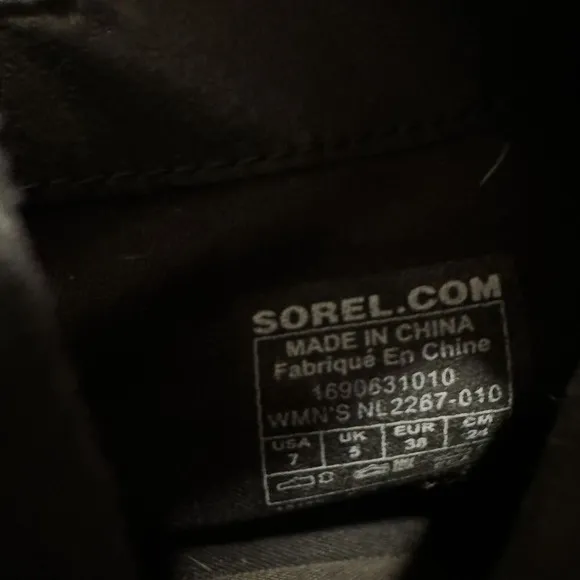 SOREL.COM
MADE IN CHINA
Fabriqué En Chine
1690631010
WMN'S NL2267-010
USA UK EUR CM
7 5 38 24